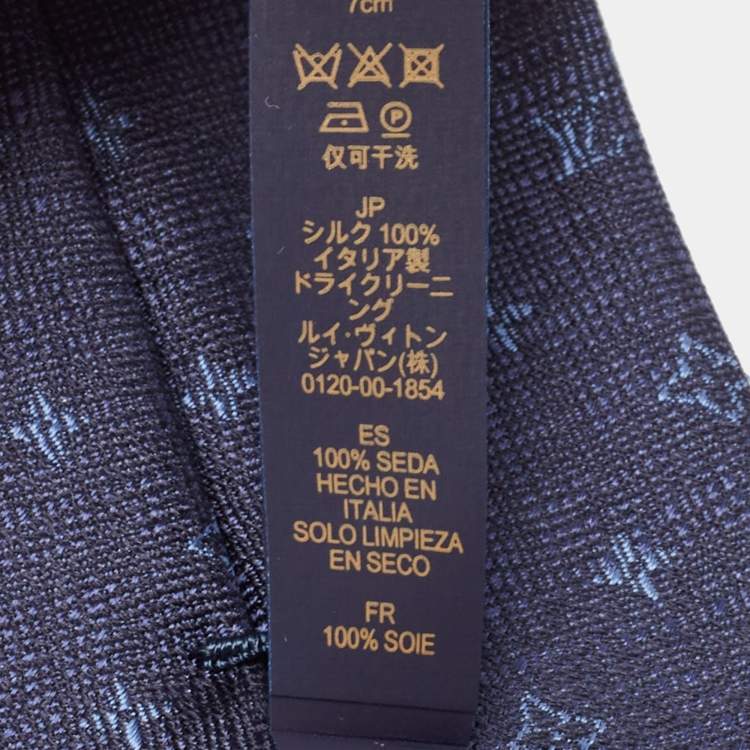 7cm
P
仅可干洗
JP
シルク 100%
イタリア製
ドライクリーニ
ング
ルイ·ヴィトン
ジャパン(株)
0120-00-1854
ES
100% SEDA
HECHO EN
ITALIA
SOLO LIMPIEZA
EN SECO
FR
100% SOIE